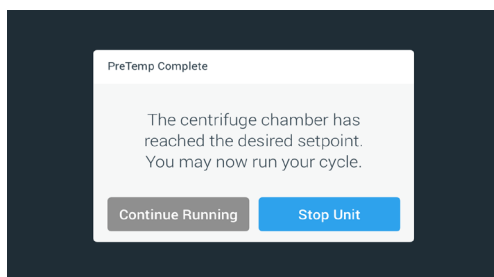 PreTemp Complete
The centrifuge chamber has
reached the desired setpoint.
You may now run your cycle.
Continue Running
Stop Unit